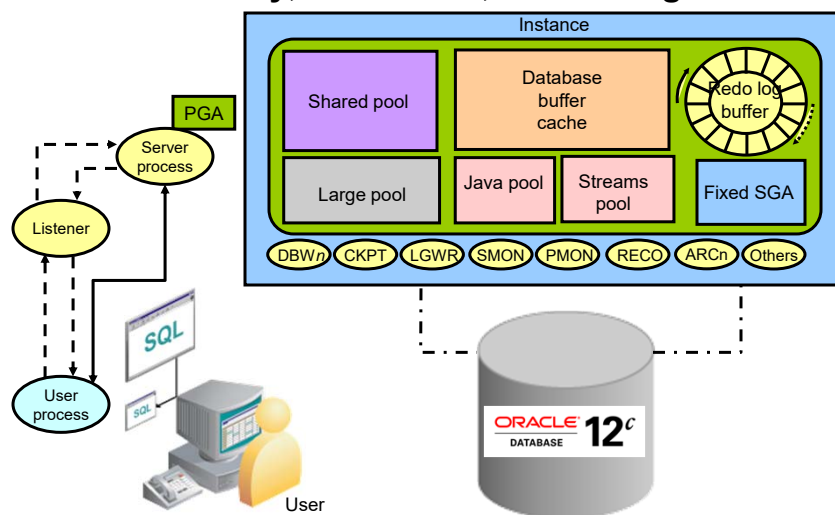 Instance
Shared pool
Database
buffer
cache
Redo log
buffer
PGA
Server
process
Large pool
Java pool
Streams
pool
Fixed SGA
Listener
DBWn
CKPT
LGWR
SMON
PMON
RECO
ARCn
Others
SQL
SQL
User
process
ORACLE®
DATABASE
12c
User